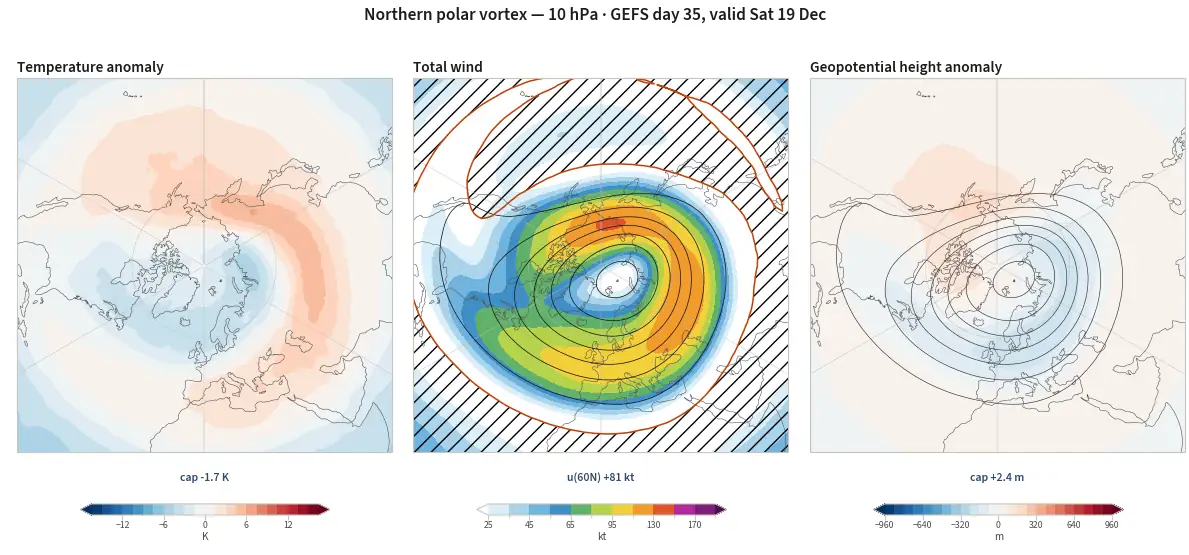 Northern polar vortex — 10 hPa · GEFS day 35, valid Sat 19 Dec
Temperature anomaly
Total wind
Geopotential height anomaly
cap -1.7 K
u(60N) +81 kt
cap +2.4 m
−12 −6 0 6 12
K
25 45 65 95 130 170
kt
−960 −640 −320 0 320 640 960
m